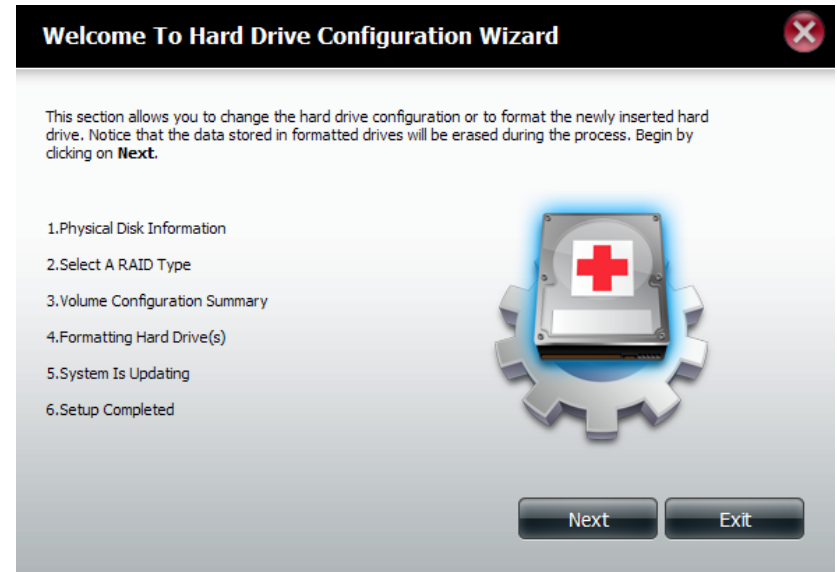 Welcome To Hard Drive Configuration Wizard
This section allows you to change the hard drive configuration or to format the newly inserted hard
drive. Notice that the data stored in formatted drives will be erased during the process. Begin by
clicking on Next.
1.Physical Disk Information
2.Select A RAID Type
3.Volume Configuration Summary
4.Formatting Hard Drive(s)
5.System Is Updating
6.Setup Completed
Next
Exit